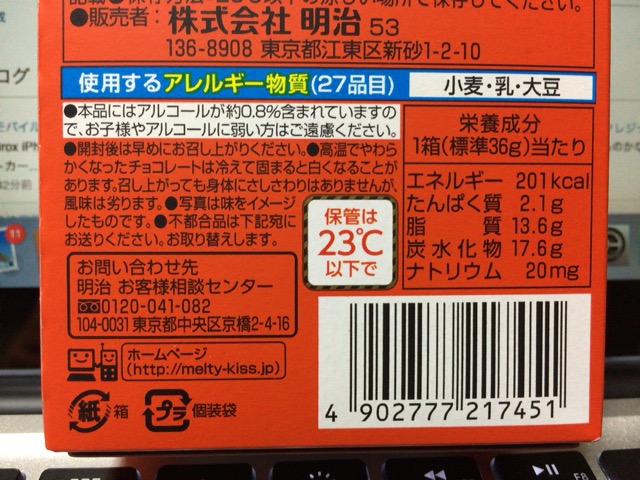 ●販売者:株式会社 明治 53
136-8908 東京都江東区新砂1-2-10
使用するアレルギー物質(27品目) 小麦・乳・大豆
●本品にはアルコールが約0.8%含まれていますの
で、お子様やアルコールに弱い方はご遠慮ください。
●開封後は早めにお召し上がりください。●高温でやわら
かくなったチョコレートは冷えて固まると白くなることが
あります。召し上がっても身体にさしさわりはありませんが、
風味は劣ります。●写真は味をイメージ
したものです。●不都合品は下記宛に
お送りください。お取り替えします。
保管は
23℃
以下で
お問い合わせ先
明治 お客様相談センター
0120-041-082
104-0031 東京都中央区京橋2-4-16
ホームページ
(http://melty-kiss.jp/)
紙 箱 プラ 個装袋
栄養成分
1箱(標準36g)当たり
エネルギー 201kcal
たんぱく質 2.1g
脂質 13.6g
炭水化物 17.6g
ナトリウム 20mg
4 902777 217451
ログ
11
F8